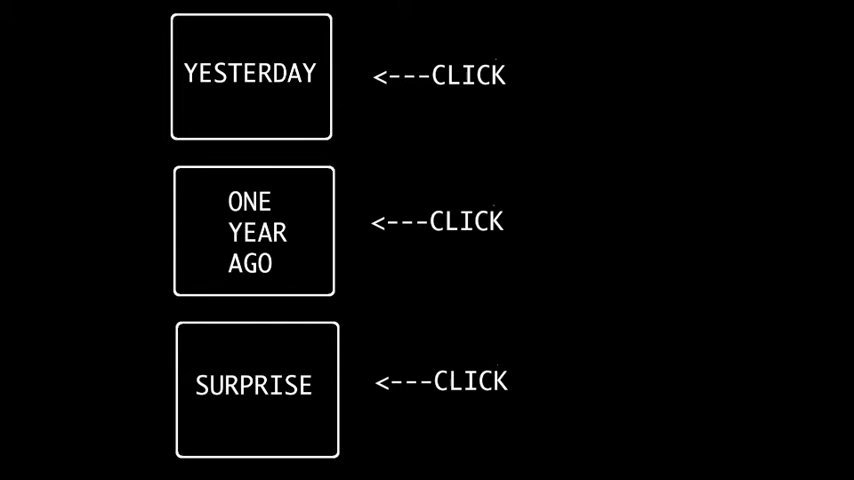 YESTERDAY
<---CLICK
ONE
YEAR
AGO
<---CLICK
SURPRISE
<---CLICK